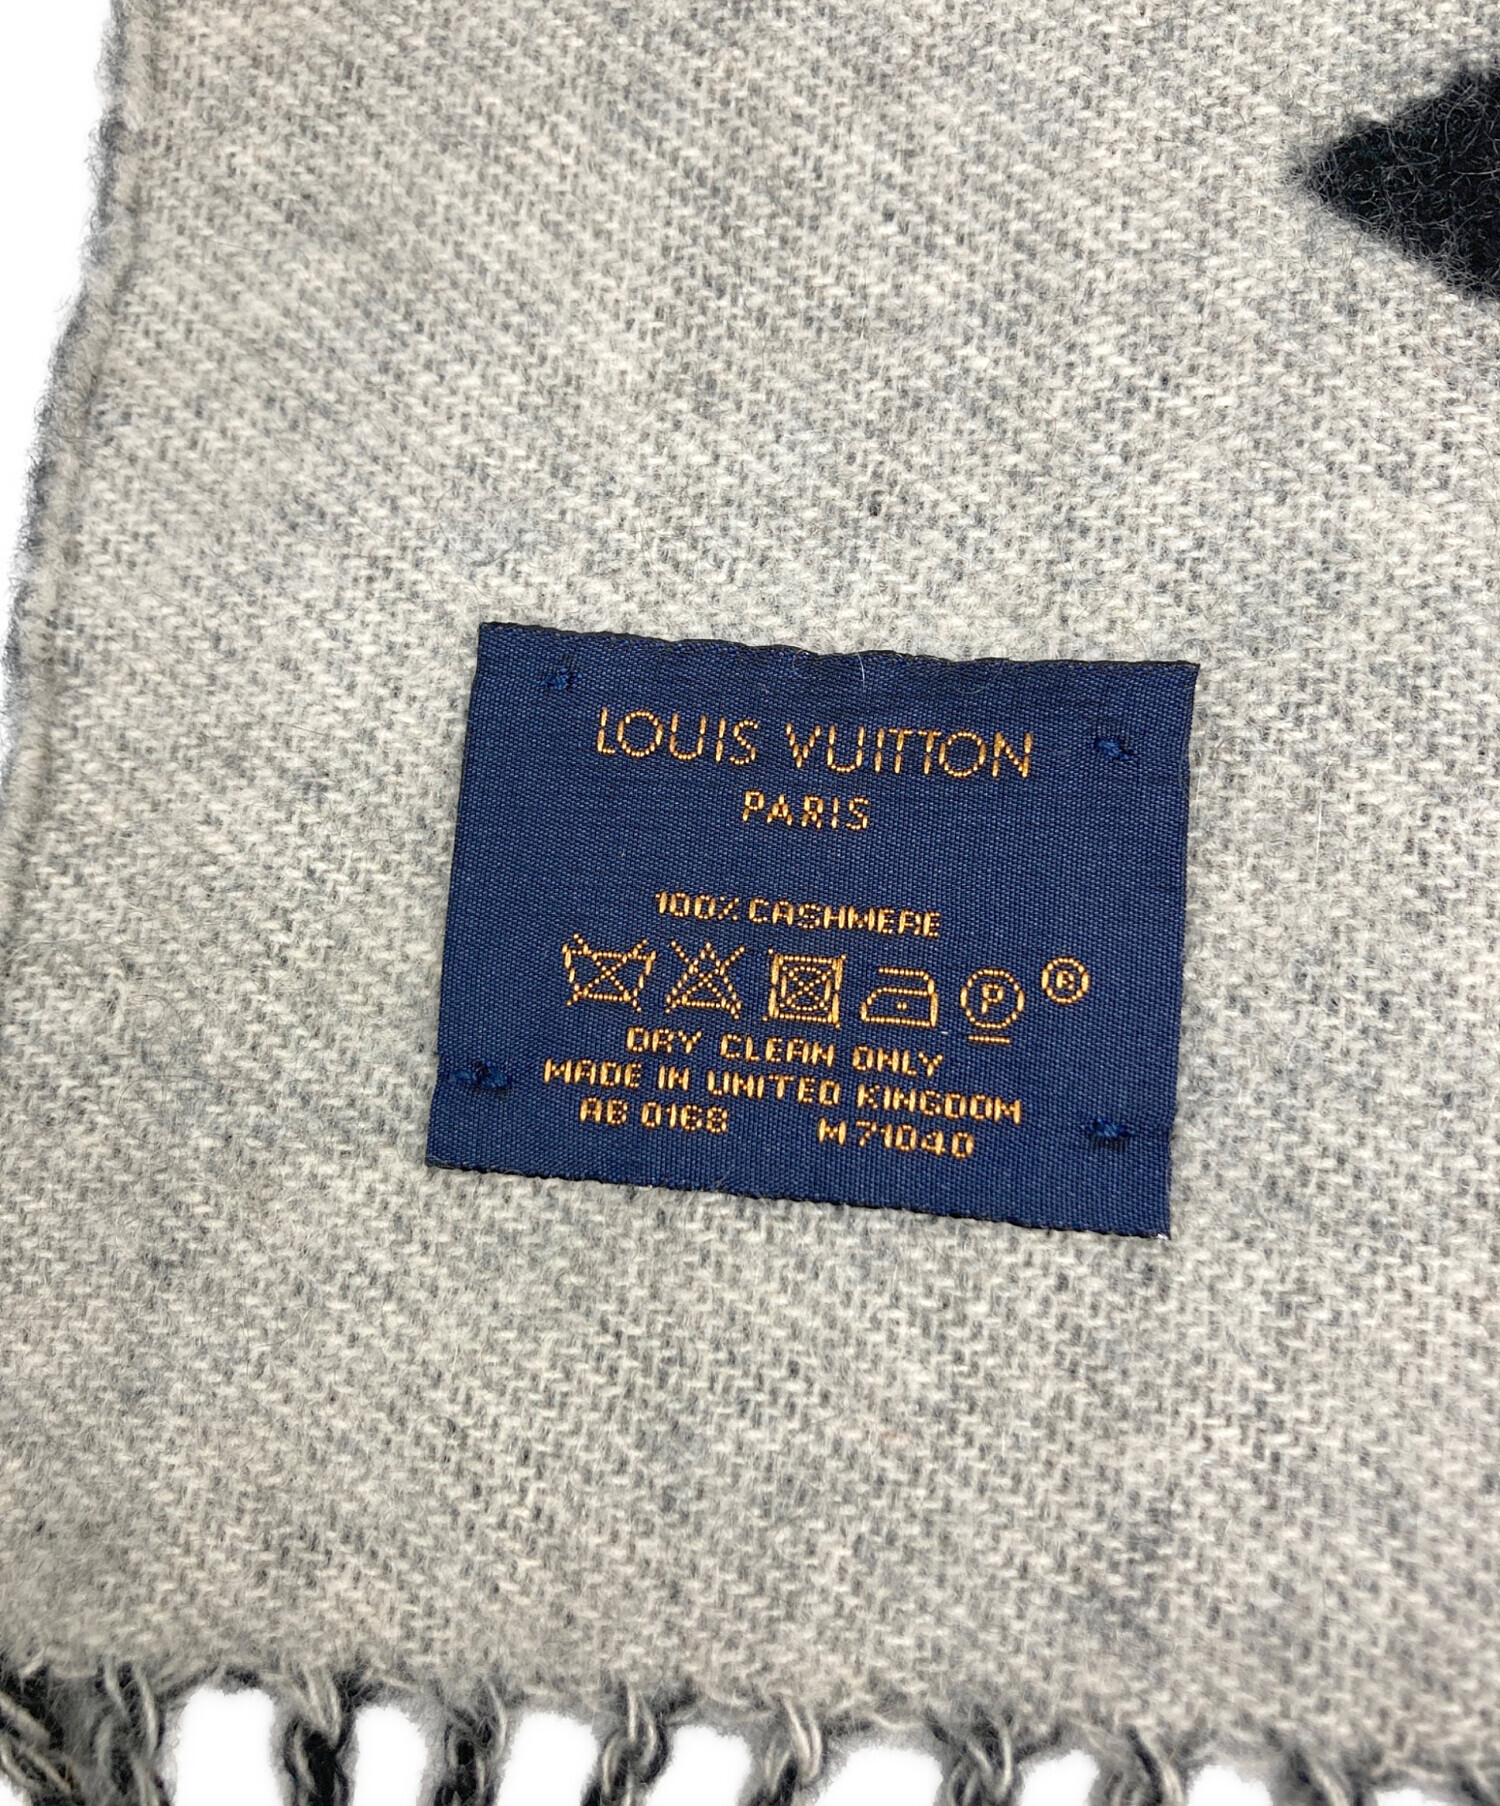 LOUIS VUITTON
PARIS
100% CASHMERE
P ®
DRY CLEAN ONLY
MADE IN UNITED KINGDOM
AB 0168 M71040